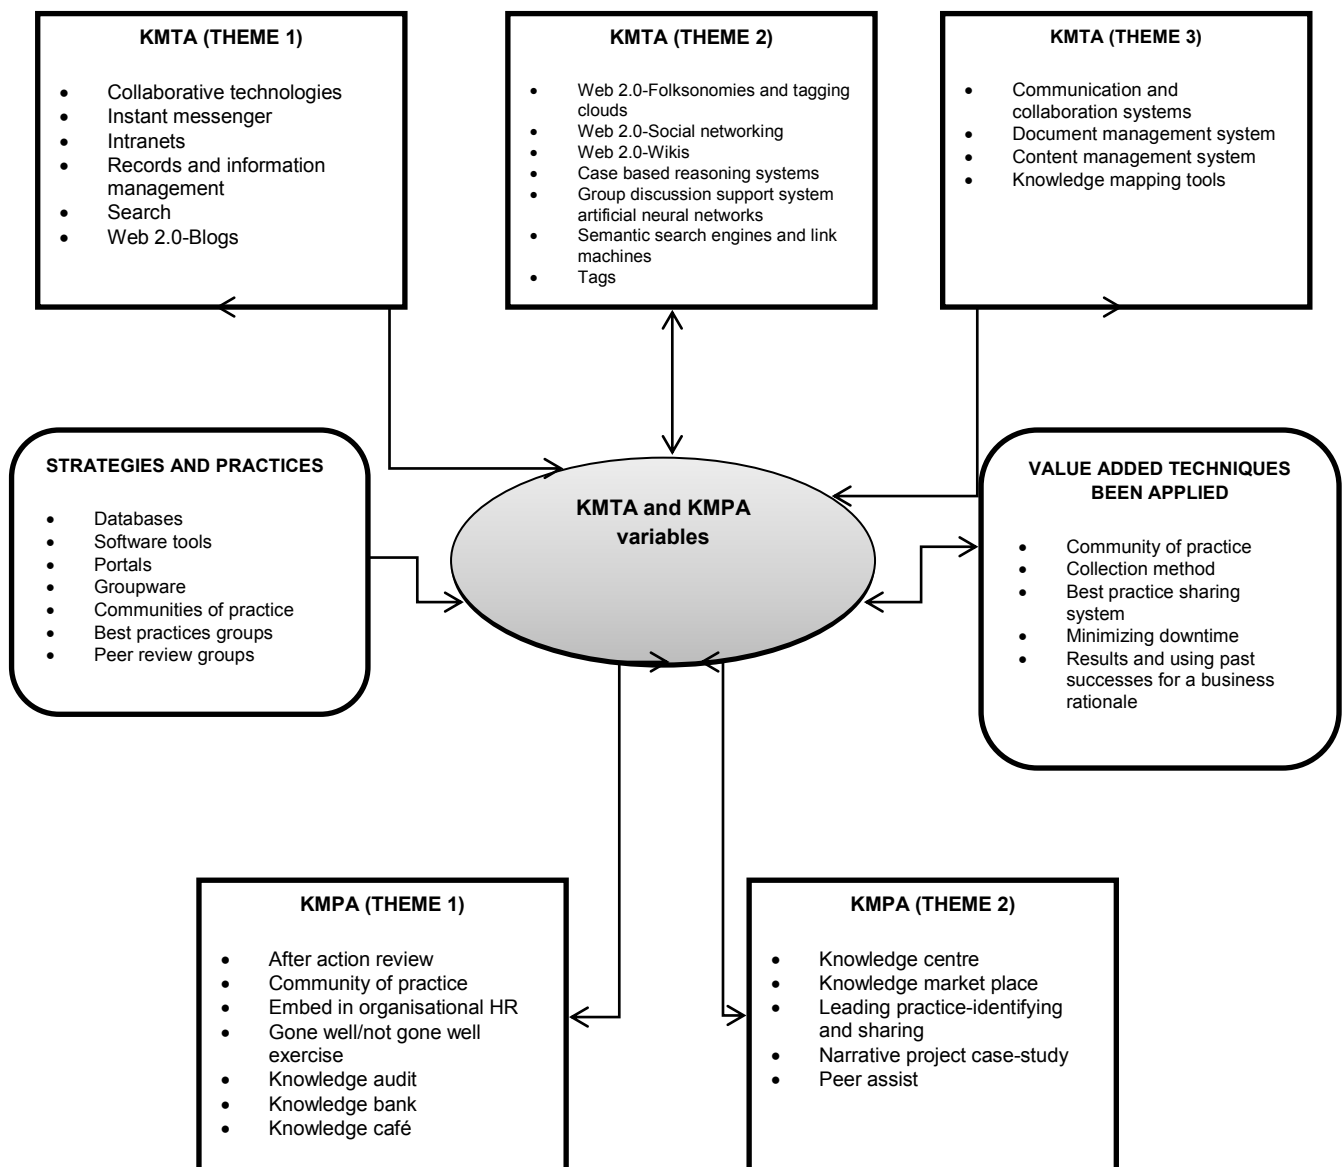 KMTA (THEME 1)
• Collaborative technologies
• Instant messenger
• Intranets
• Records and information
management
• Search
• Web 2.0-Blogs
KMTA (THEME 2)
• Web 2.0-Folksonomies and tagging
clouds
• Web 2.0-Social networking
• Web 2.0-Wikis
• Case based reasoning systems
• Group discussion support system
artificial neural networks
• Semantic search engines and link
machines
• Tags
KMTA (THEME 3)
• Communication and
collaboration systems
• Document management system
• Content management system
• Knowledge mapping tools
STRATEGIES AND PRACTICES
• Databases
• Software tools
• Portals
• Groupware
• Communities of practice
• Best practices groups
• Peer review groups
KMTA and KMPA
variables
VALUE ADDED TECHNIQUES
BEEN APPLIED
• Community of practice
• Collection method
• Best practice sharing
system
• Minimizing downtime
• Results and using past
successes for a business
rationale
KMPA (THEME 1)
• After action review
• Community of practice
• Embed in organisational HR
• Gone well/not gone well
exercise
• Knowledge audit
• Knowledge bank
• Knowledge café
KMPA (THEME 2)
• Knowledge centre
• Knowledge market place
• Leading practice-identifying
and sharing
• Narrative project case-study
• Peer assist